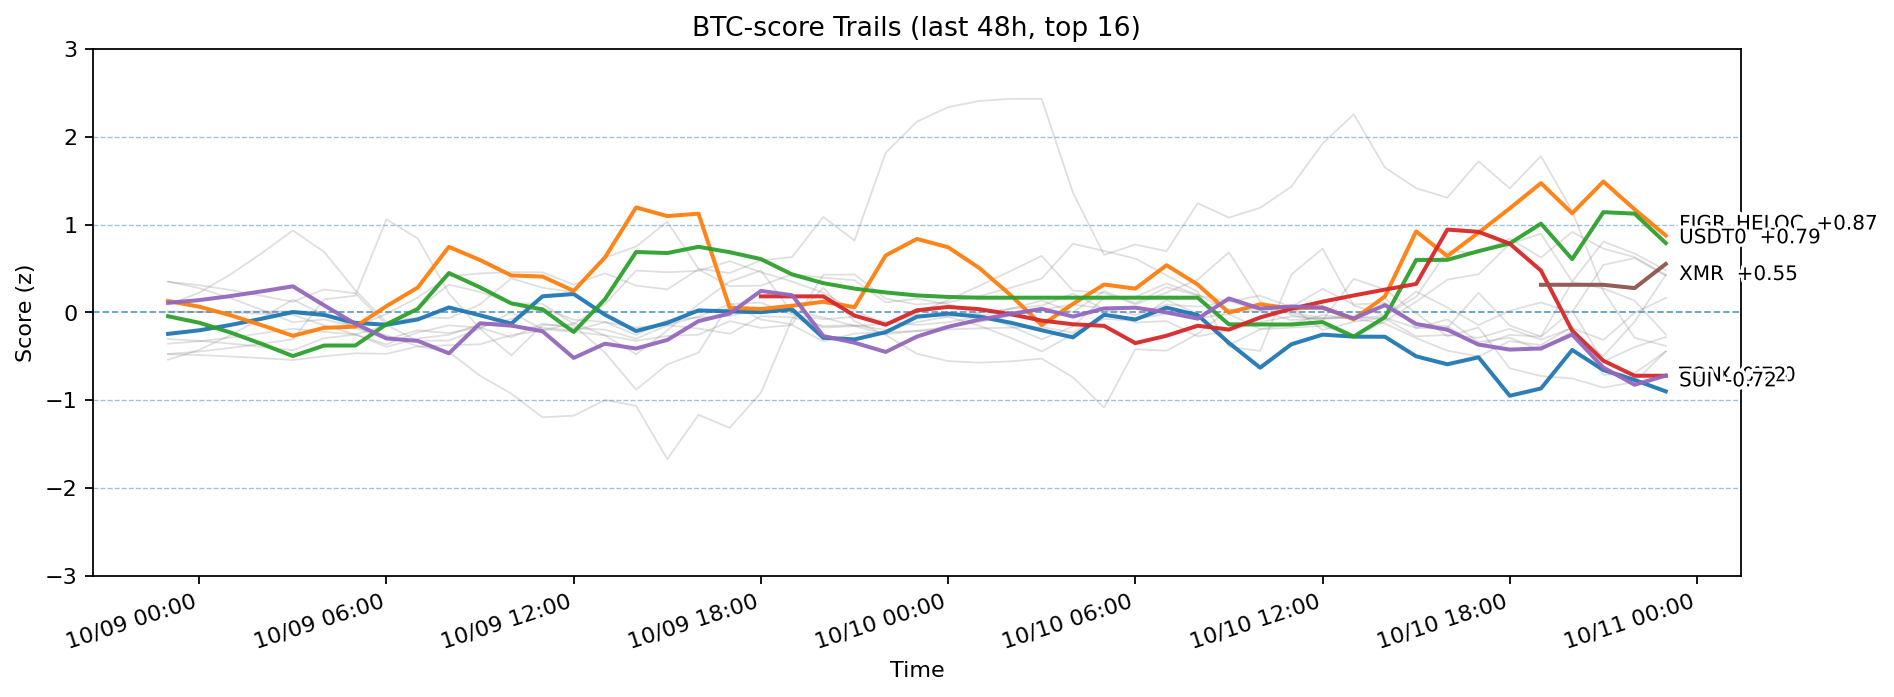 BTC-score Trails (last 48h, top 16)
Score (z)
3
2
1
0
−1
−2
−3
FIGR_HELOC +0.87
USDT0 +0.79
XMR +0.55
SUI -0.72
10/09 00:00
10/09 06:00
10/09 12:00
10/09 18:00
10/10 00:00
10/10 06:00
10/10 12:00
10/10 18:00
10/11 00:00
Time